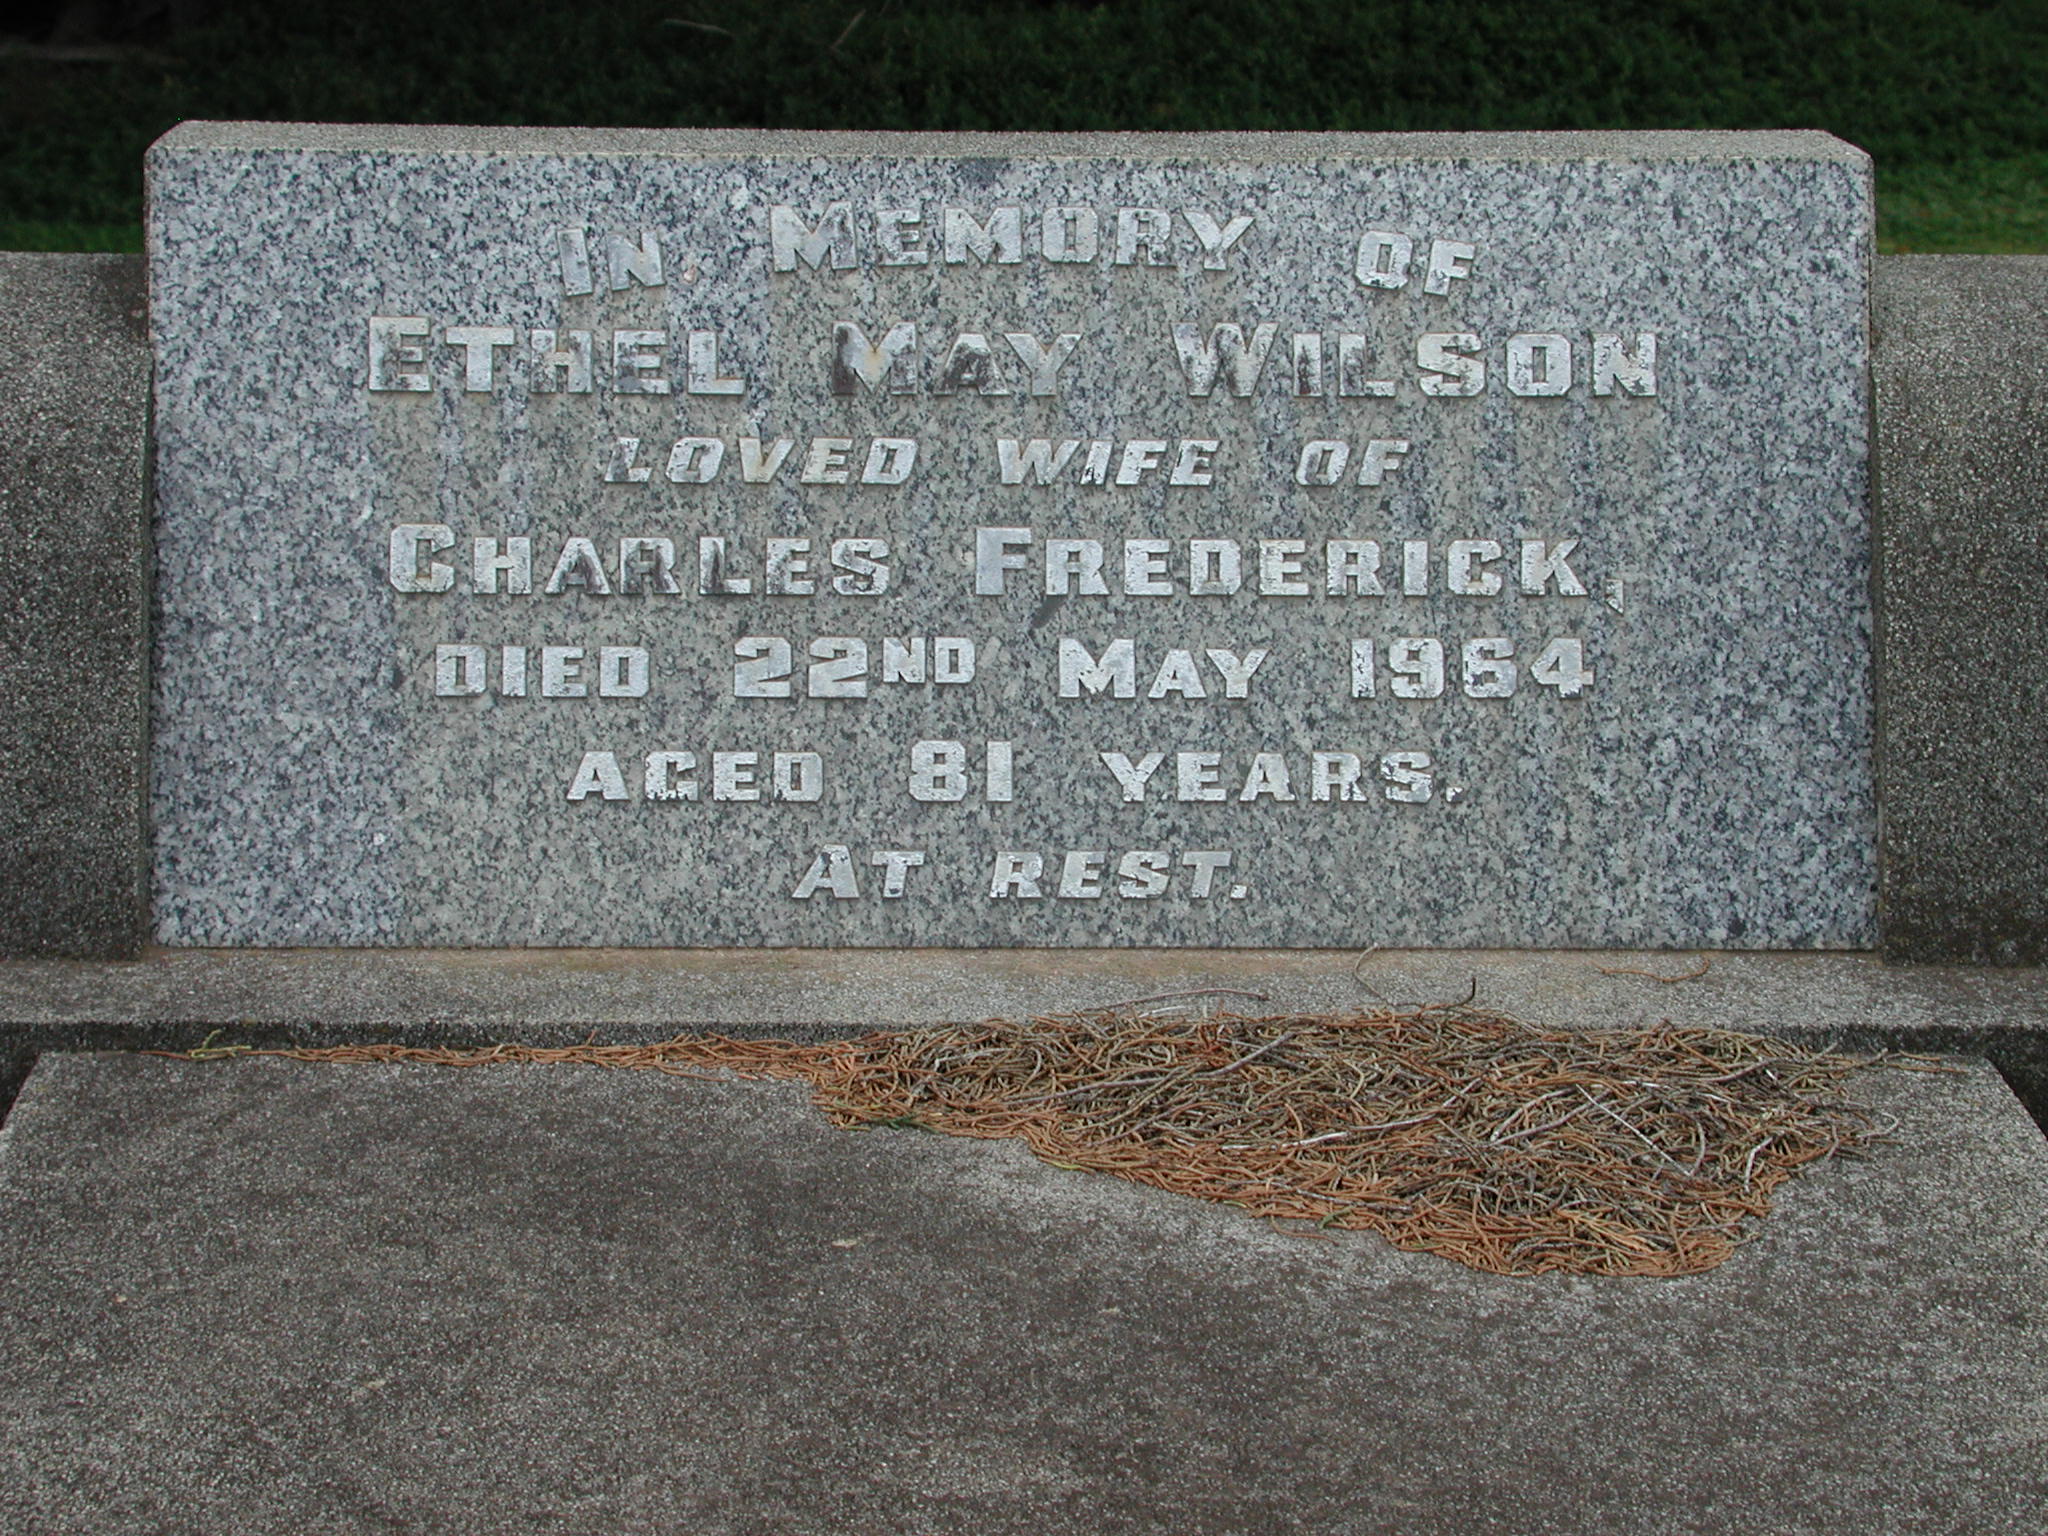 In Memory of
Ethel May Wilson
LOVED WIFE OF
Charles Frederick,
DIED 22ND May 1964
AGED 81 YEARS.
At REST.